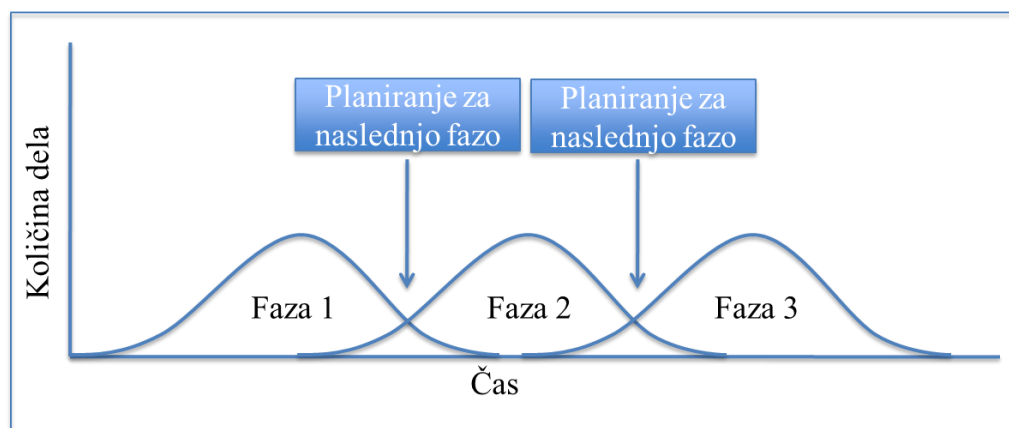 Planiranje za
naslednjo fazo
Planiranje za
naslednjo fazo
Količina dela
Faza 1
Faza 2
Faza 3
Čas